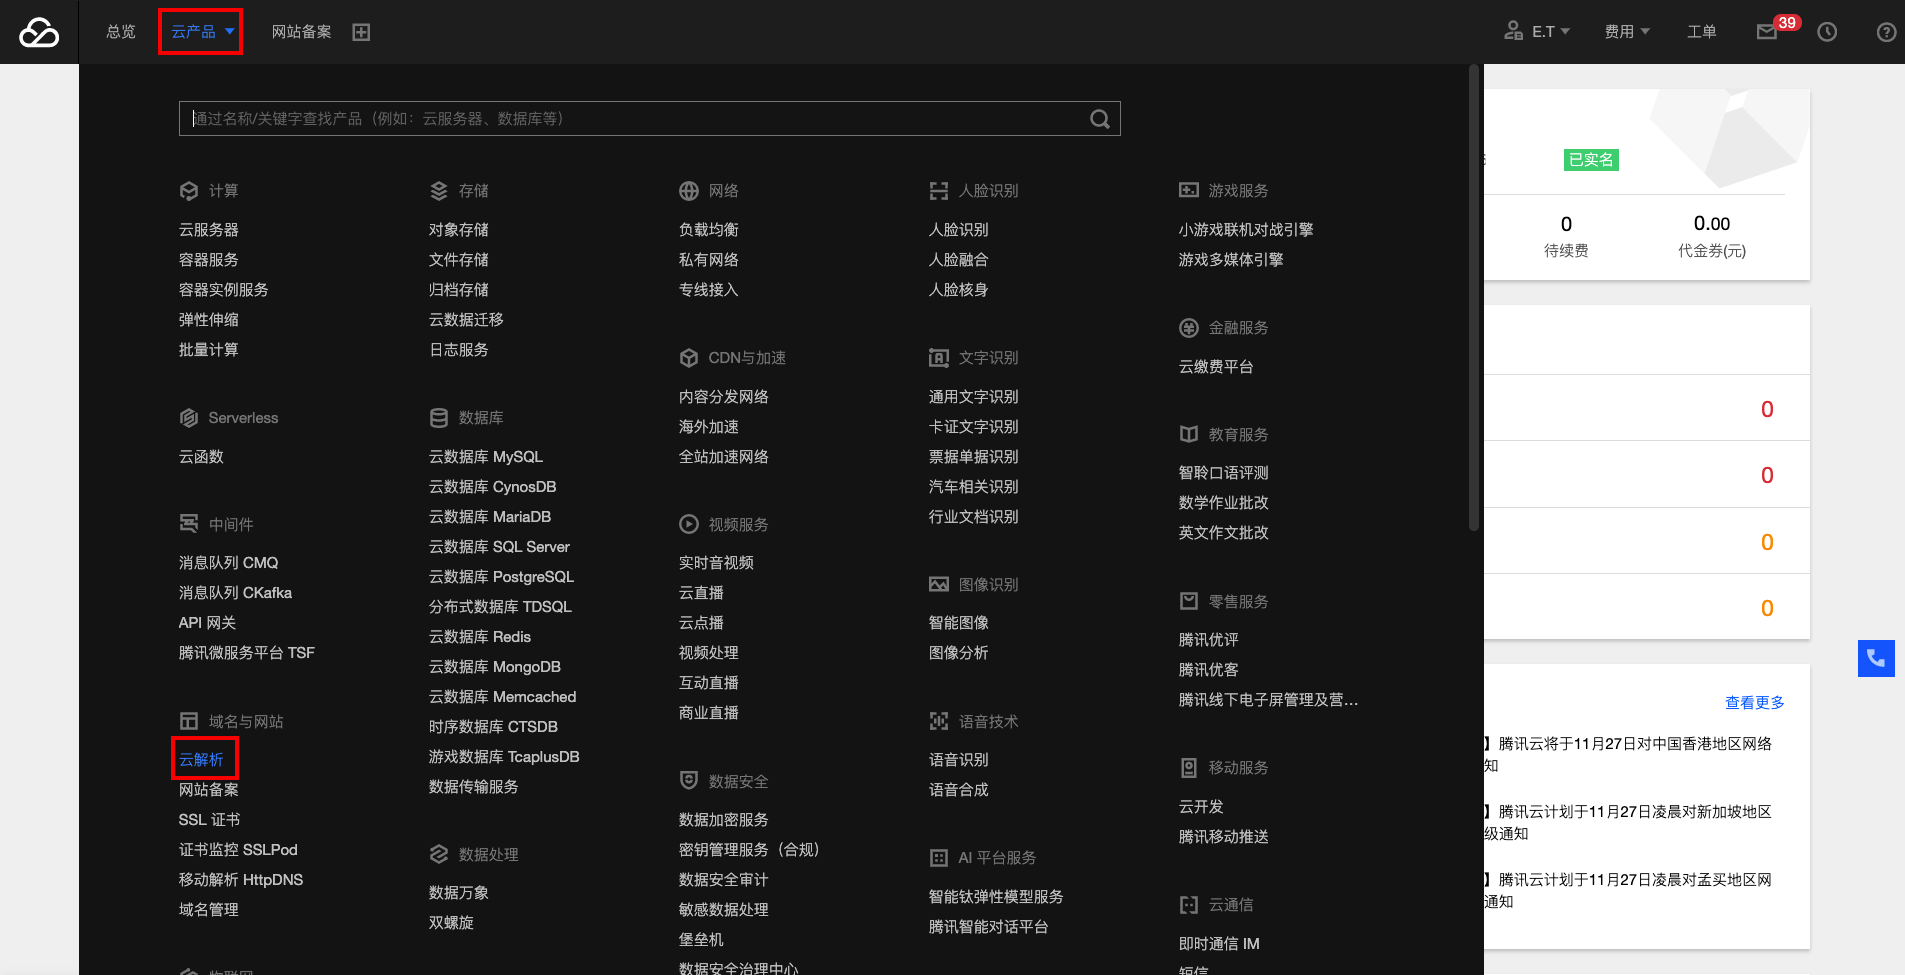 总览
云产品
网站备案
E.T
费用
工单
39
通过名称/关键字查找产品（例如：云服务器、数据库等）
计算
云服务器
容器服务
容器实例服务
弹性伸缩
批量计算
Serverless
云函数
中间件
消息队列 CMQ
消息队列 CKafka
API 网关
腾讯微服务平台 TSF
域名与网站
云解析
网站备案
SSL 证书
证书监控 SSLPod
移动解析 HttpDNS
域名管理
物联网
存储
对象存储
文件存储
归档存储
云数据迁移
日志服务
数据库
云数据库 MySQL
云数据库 CynosDB
云数据库 MariaDB
云数据库 SQL Server
云数据库 PostgreSQL
分布式数据库 TDSQL
云数据库 Redis
云数据库 MongoDB
云数据库 Memcached
时序数据库 CTSDB
游戏数据库 TcaplusDB
数据传输服务
数据处理
数据万象
双螺旋
网络
负载均衡
私有网络
专线接入
CDN与加速
内容分发网络
海外加速
全站加速网络
视频服务
实时音视频
云直播
云点播
视频处理
互动直播
商业直播
数据安全
数据加密服务
密钥管理服务（合规）
数据安全审计
敏感数据处理
堡垒机
数据安全治理中心
人脸识别
人脸识别
人脸融合
人脸核身
文字识别
通用文字识别
卡证文字识别
票据单据识别
汽车相关识别
行业文档识别
图像识别
智能图像
图像分析
语音技术
语音识别
语音合成
AI 平台服务
智能钛弹性模型服务
腾讯智能对话平台
游戏服务
小游戏联机对战引擎
游戏多媒体引擎
金融服务
云缴费平台
教育服务
智聆口语评测
数学作业批改
英文作文批改
零售服务
腾讯优评
腾讯优客
腾讯线下电子屏管理及营...
移动服务
云开发
腾讯移动推送
云通信
即时通信 IM
短信
已实名
0
待续费
0.00
代金券(元)
0
0
0
0
查看更多
】腾讯云将于11月27日对中国香港地区网络
知
】腾讯云计划于11月27日凌晨对新加坡地区
级通知
】腾讯云计划于11月27日凌晨对孟买地区网
通知